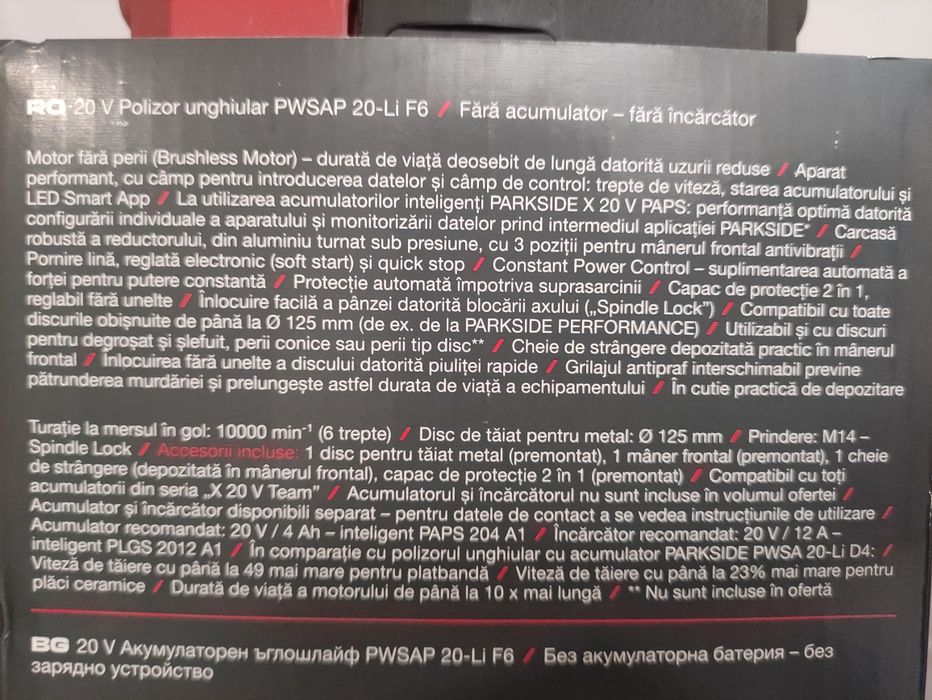 RO 20 V Polizor unghiular PWSAP 20-Li F6 / Fără acumulator – fără încărcător
Motor fără perii (Brushless Motor) – durată de viață deosebit de lungă datorită uzurii reduse / Aparat
performant, cu câmp pentru introducerea datelor și câmp de control: trepte de viteză, starea acumulatorului și
LED Smart App / La utilizarea acumulatorilor inteligenți PARKSIDE X 20 V PAPS: performanță optimă datorită
configurării individuale a aparatului și monitorizării datelor prind intermediul aplicației PARKSIDE* / Carcasă
robustă a reductorului, din aluminiu turnat sub presiune, cu 3 poziții pentru mânerul frontal antivibrații /
Pornire lină, reglată electronic (soft start) și quick stop / Constant Power Control – suplimentarea automată a
forței pentru putere constantă / Protecție automată împotriva suprasarcinii / Capac de protecție 2 în 1,
reglabil fără unelte / Înlocuire facilă a pânzei datorită blocării axului („Spindle Lock”) / Compatibil cu toate
discurile obișnuite de până la Ø 125 mm (de ex. de la PARKSIDE PERFORMANCE) / Utilizabil și cu discuri
pentru degroșat și șlefuit, perii conice sau perii tip disc** / Cheie de strângere depozitată practic în mânerul
frontal / Înlocuirea fără unelte a discului datorită piuliței rapide / Grilajul antipraf interschimabil previne
pătrunderea murdăriei și prelungește astfel durata de viață a echipamentului / În cutie practică de depozitare
Turație la mersul în gol: 10000 min-1 (6 trepte) / Disc de tăiat pentru metal: Ø 125 mm / Prindere: M14 –
Spindle Lock / Accesorii incluse: 1 disc pentru tăiat metal (premontat), 1 mâner frontal (premontat), 1 cheie
de strângere (depozitată în mânerul frontal), capac de protecție 2 în 1 (premontat) / Compatibil cu toți
acumulatorii din seria „X 20 V Team” / Acumulatorul și încărcătorul nu sunt incluse în volumul ofertei /
Acumulator și încărcător disponibili separat – pentru datele de contact a se vedea instrucțiunile de utilizare /
Acumulator recomandat: 20 V / 4 Ah – inteligent PAPS 204 A1 / Încărcător recomandat: 20 V / 12 A –
inteligent PLGS 2012 A1 / În comparație cu polizorul unghiular cu acumulator PARKSIDE PWSA 20-Li D4: /
Viteză de tăiere cu până la 49 mai mare pentru platbandă / Viteză de tăiere cu până la 23% mai mare pentru
plăci ceramice / Durată de viață a motorului de până la 10 x mai lungă / ** Nu sunt incluse în ofertă
BG 20 V Акумулаторен ъглошлайф PWSAP 20-Li F6 / Без акумулаторна батерия – без
зарядно устройство